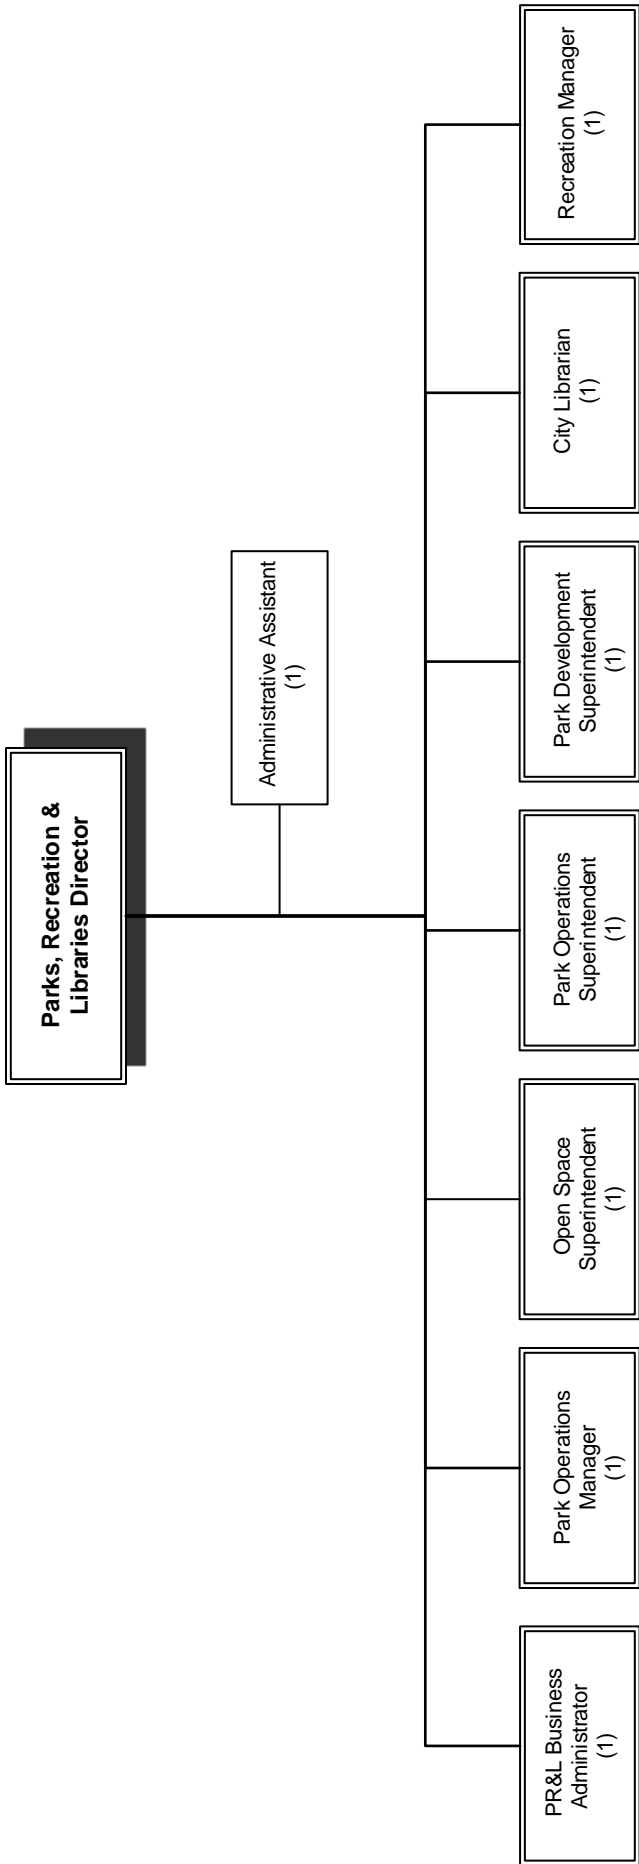 Parks, Recreation &
Libraries Director
Administrative Assistant
(1)
PR&L Business
Administrator
(1)
Park Operations
Manager
(1)
Open Space
Superintendent
(1)
Park Operations
Superintendent
(1)
Park Development
Superintendent
(1)
City Librarian
(1)
Recreation Manager
(1)